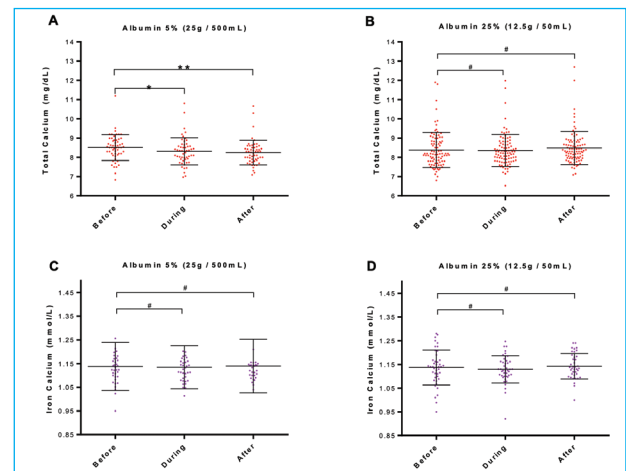 A
Albumin 5% (25g / 500mL)
Total Calcium (mg/dL)
14
13
12
11
10
9
8
7
6
**
*
Before
During
After
B
Albumin 25% (12.5g / 50mL)
Total Calcium (mg/dL)
14
13
12
11
10
9
8
7
6
#
#
Before
During
After
C
Albumin 5% (25g / 500mL)
Iron Calcium (mmol/L)
1.45
1.35
1.25
1.15
1.05
0.95
0.85
#
#
Before
During
After
D
Albumin 25% (12.5g / 50mL)
Iron Calcium (mmol/L)
1.45
1.35
1.25
1.15
1.05
0.95
0.85
#
#
Before
During
After